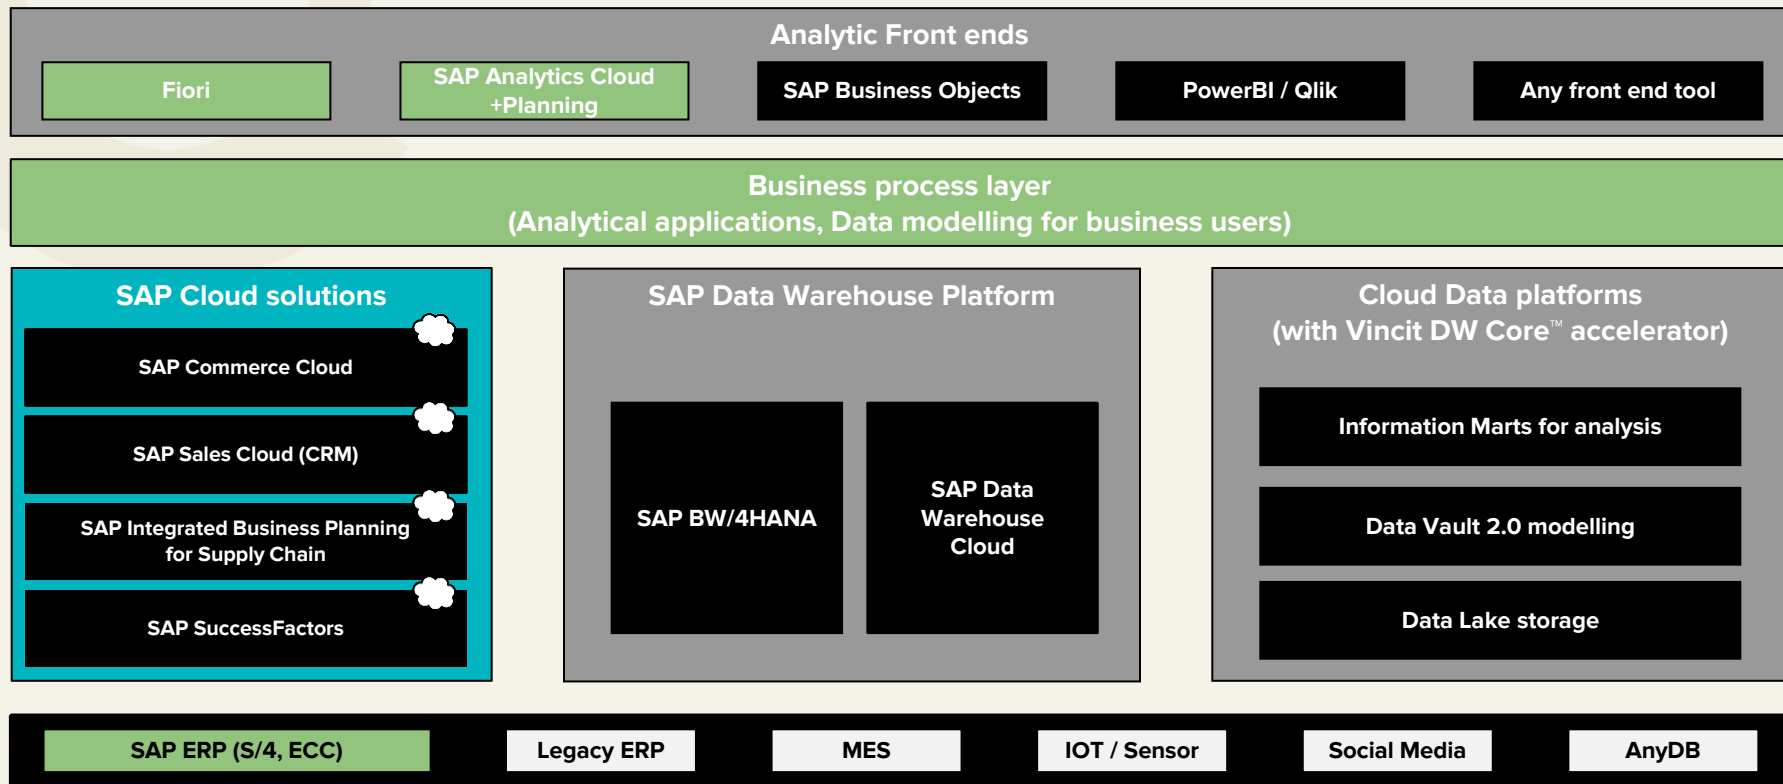 Analytic Front ends
Fiori
SAP Analytics Cloud
+Planning
SAP Business Objects
PowerBI / Qlik
Any front end tool
Business process layer
(Analytical applications, Data modelling for business users)
SAP Cloud solutions
SAP Commerce Cloud
SAP Sales Cloud (CRM)
SAP Integrated Business Planning
for Supply Chain
SAP SuccessFactors
SAP Data Warehouse Platform
SAP BW/4HANA
SAP Data
Warehouse
Cloud
Cloud Data platforms
(with Vincit DW Core™ accelerator)
Information Marts for analysis
Data Vault 2.0 modelling
Data Lake storage
SAP ERP (S/4, ECC)
Legacy ERP
MES
IOT / Sensor
Social Media
AnyDB